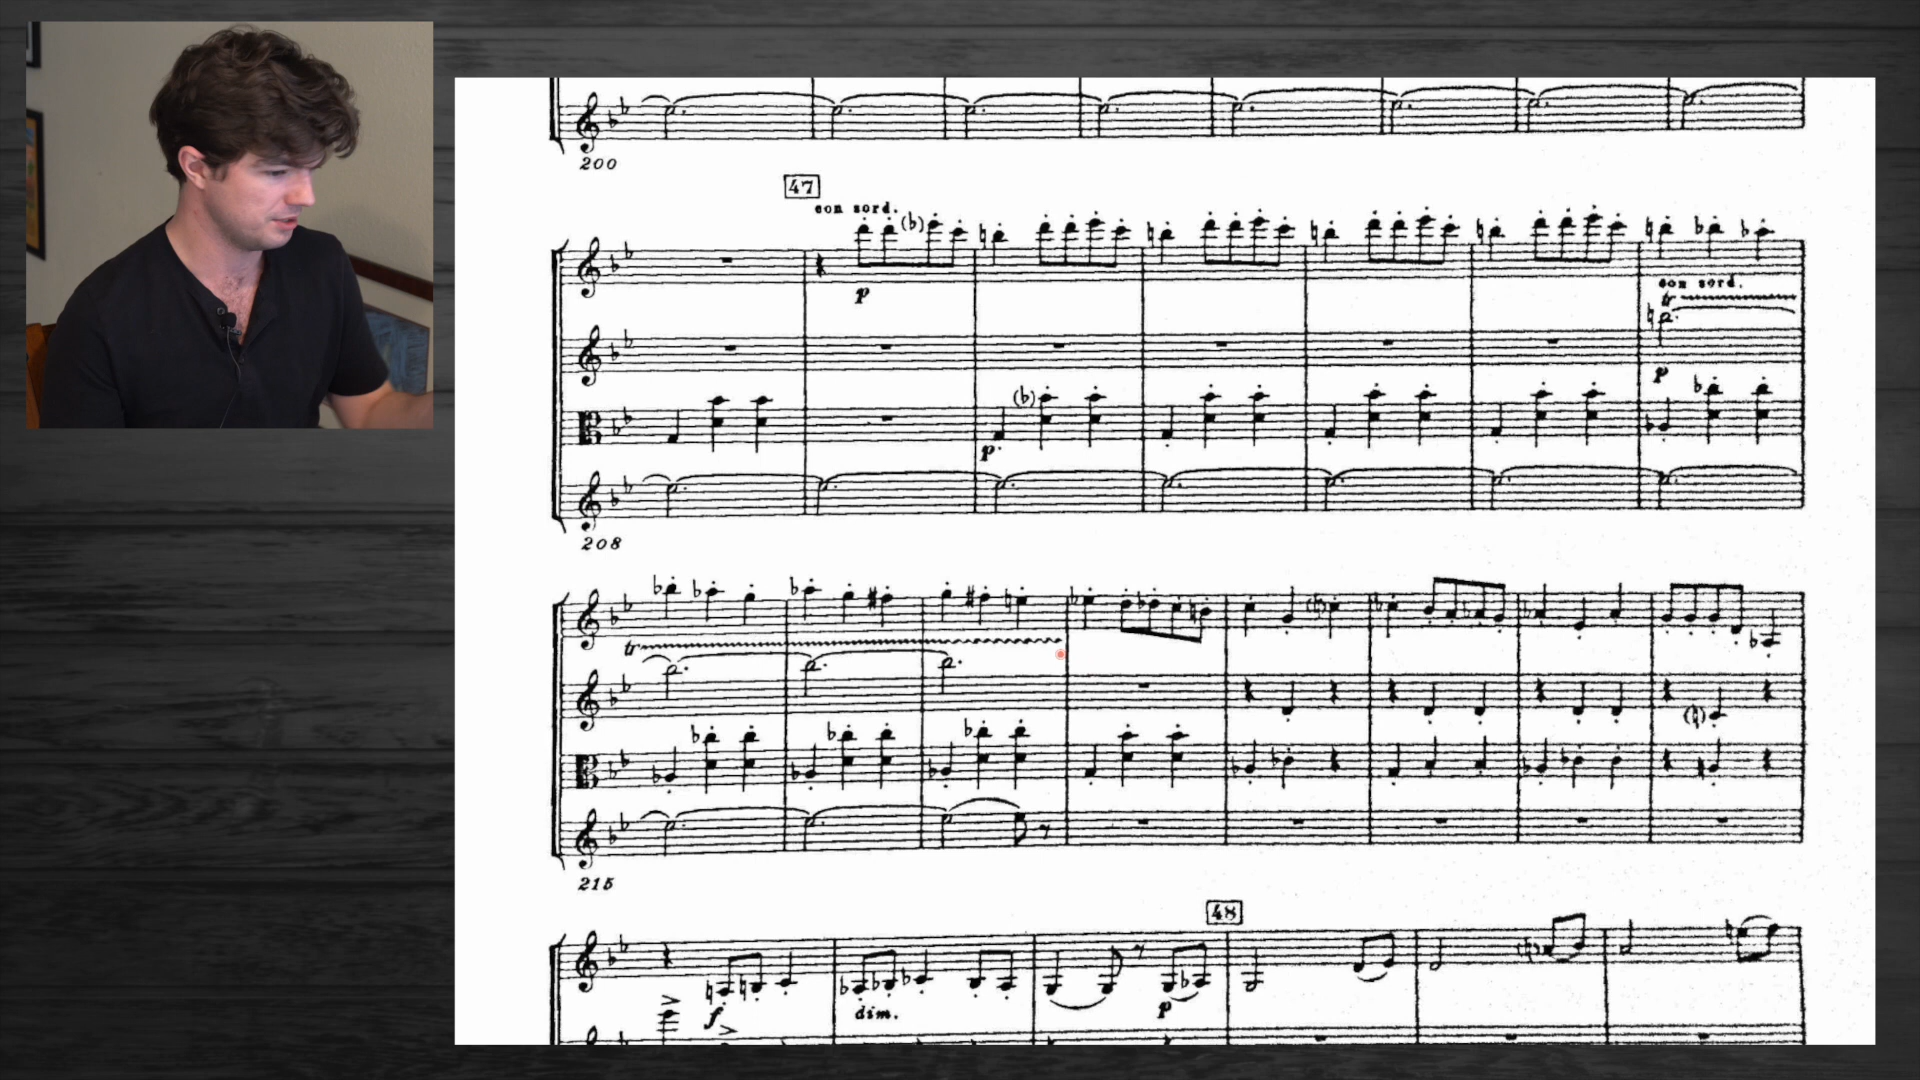 200
47
con sord.
(b)
p
con sord.
tr
p
(b)
p
208
tr
215
48
f
dim.
p